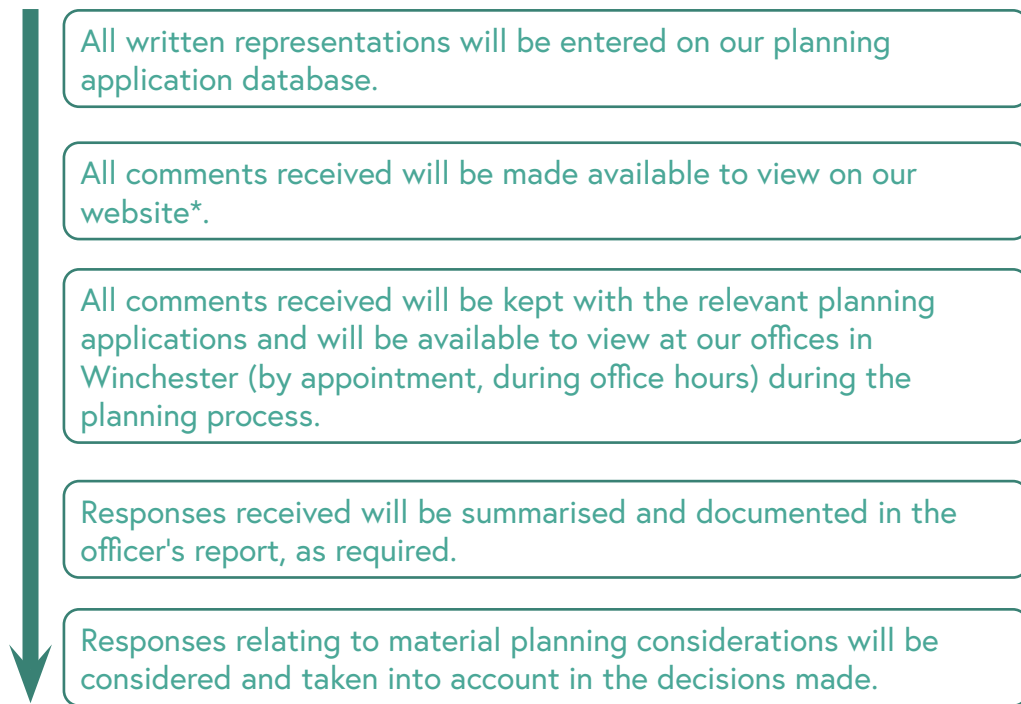 All written representations will be entered on our planning
application database.
All comments received will be made available to view on our
website*.
All comments received will be kept with the relevant planning
applications and will be available to view at our offices in
Winchester (by appointment, during office hours) during the
planning process.
Responses received will be summarised and documented in the
officer's report, as required.
Responses relating to material planning considerations will be
considered and taken into account in the decisions made.